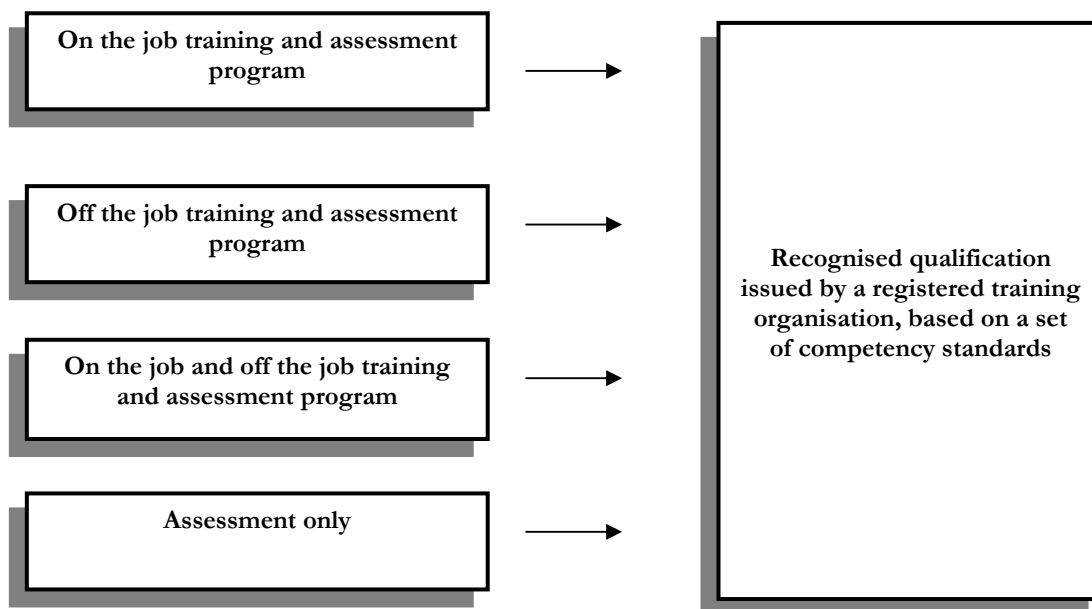 On the job training and assessment
program
Off the job training and assessment
program
On the job and off the job training
and assessment program
Assessment only
Recognised qualification
issued by a registered training
organisation, based on a set
of competency standards